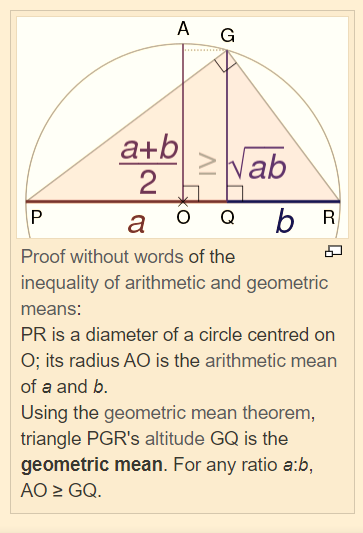 A
G
a+b
2
≥
√ab
P
a
O
Q
b
R
Proof without words of the
inequality of arithmetic and geometric
means:
PR is a diameter of a circle centred on
O; its radius AO is the arithmetic mean
of a and b.
Using the geometric mean theorem,
triangle PGR's altitude GQ is the
geometric mean. For any ratio a:b,
AO ≥ GQ.